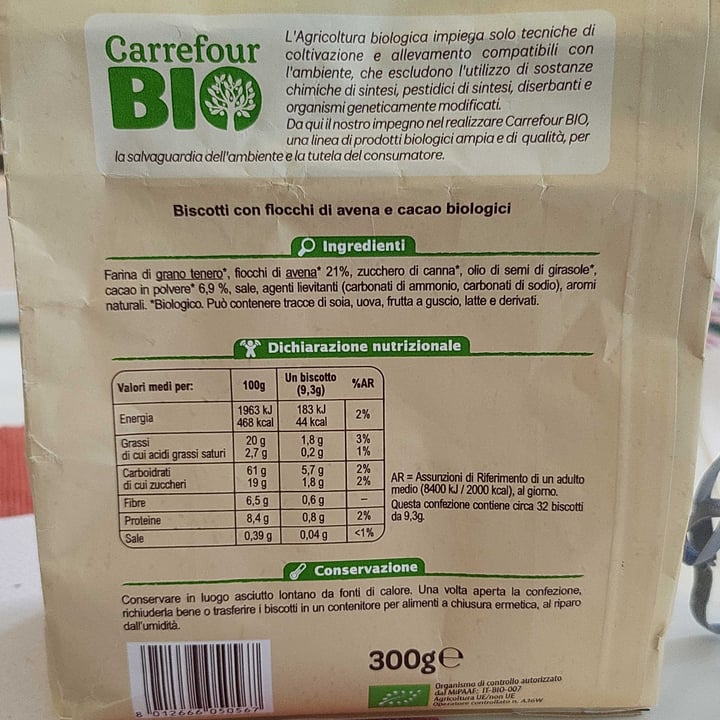 Carrefour
BIO
L'Agricoltura biologica impiega solo tecniche di
coltivazione e allevamento compatibili con
l'ambiente, che escludono l'utilizzo di sostanze
chimiche di sintesi, pesticidi di sintesi, diserbanti e
organismi geneticamente modificati.
Da qui il nostro impegno nel realizzare Carrefour BIO,
una linea di prodotti biologici ampia e di qualità, per
la salvaguardia dell'ambiente e la tutela del consumatore.
Biscotti con fiocchi di avena e cacao biologici
Ingredienti
Farina di grano tenero*, fiocchi di avena* 21%, zucchero di canna*, olio di semi di girasole*,
cacao in polvere* 6,9 %, sale, agenti lievitanti (carbonati di ammonio, carbonati di sodio), aromi
naturali. *Biologico. Può contenere tracce di soia, uova, frutta a guscio, latte e derivati.
Dichiarazione nutrizionale
Valori medi per: 100g Un biscotto (9,3g) %AR
Energia 1963 kJ 183 kJ 2%
468 kcal 44 kcal
Grassi 20 g 1,8 g 3%
di cui acidi grassi saturi 2,7 g 0,2 g 1%
Carboidrati 61 g 5,7 g 2%
di cui zuccheri 19 g 1,8 g 2%
Fibre 6,5 g 0,6 g –
Proteine 8,4 g 0,8 g 2%
Sale 0,39 g 0,04 g <1%
AR = Assunzioni di Riferimento di un adulto
medio (8400 kJ / 2000 kcal), al giorno.
Questa confezione contiene circa 32 biscotti
da 9,3g.
Conservazione
Conservare in luogo asciutto lontano da fonti di calore. Una volta aperta la confezione,
richiuderla bene o trasferire i biscotti in un contenitore per alimenti a chiusura ermetica, al riparo
dall'umidità.
300g e
8 012666 050567
Organismo di controllo autorizzato
dal MiPAAF: IT-BIO-007
Agricoltura UE/non UE
Operatore controllato n. A36W